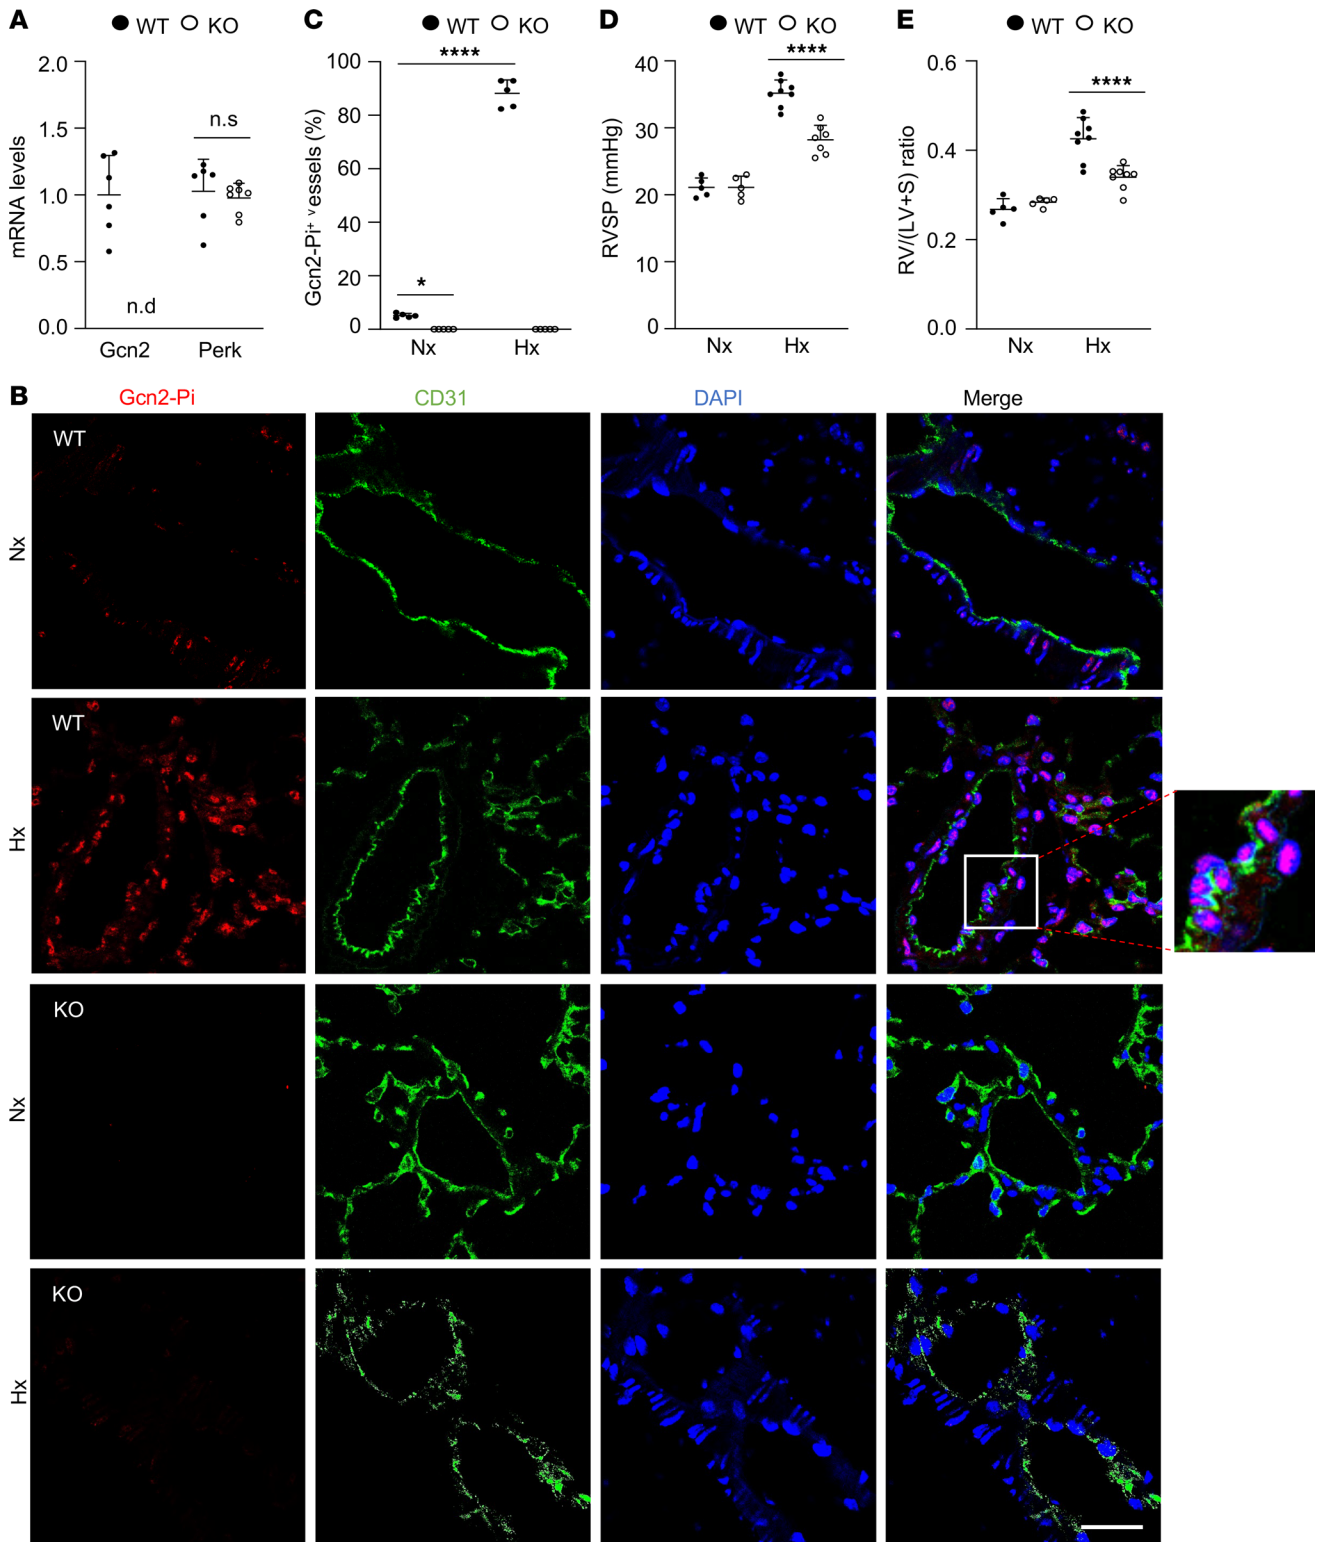 A
WT KO
mRNA levels
2.0
1.5
1.0
0.5
0.0
n.s
n.d
Gcn2 Perk
C
WT KO
Gcn2-Pi+ vessels (%)
100
80
60
40
20
0
****
*
Nx Hx
D
WT KO
RVSP (mmHg)
40
30
20
10
0
****
Nx Hx
E
WT KO
RV/(LV+S) ratio
0.6
0.4
0.2
0.0
****
Nx Hx
B
Gcn2-Pi CD31 DAPI Merge
Nx
WT
Hx
WT
Nx
KO
Hx
KO